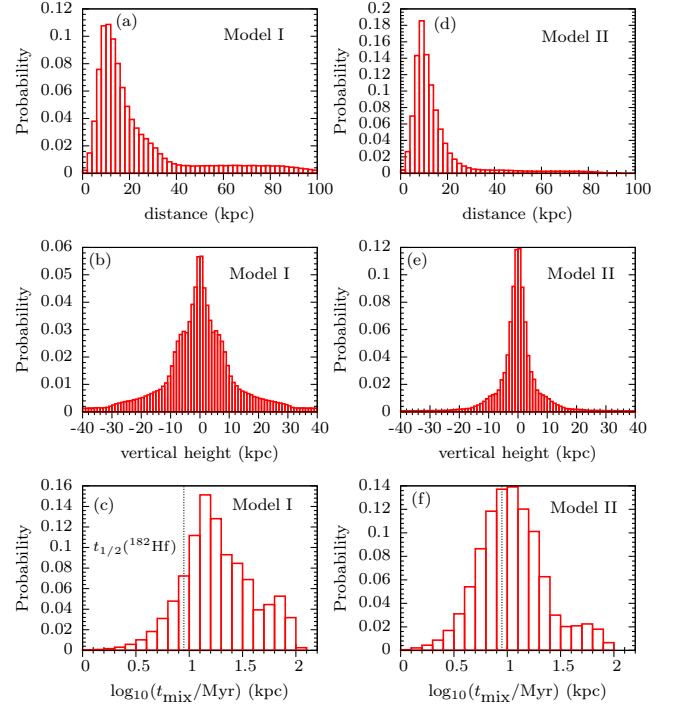 (a)
Model I
Probability
0.12
0.1
0.08
0.06
0.04
0.02
0
0 20 40 60 80 100
distance (kpc)
(d)
Model II
Probability
0.2
0.18
0.16
0.14
0.12
0.1
0.08
0.06
0.04
0.02
0
0 20 40 60 80 100
distance (kpc)
(b)
Model I
Probability
0.06
0.05
0.04
0.03
0.02
0.01
0
-40 -30 -20 -10 0 10 20 30 40
vertical height (kpc)
(e)
Model II
Probability
0.12
0.1
0.08
0.06
0.04
0.02
0
-40 -30 -20 -10 0 10 20 30 40
vertical height (kpc)
(c)
Model I
t1/2(182Hf)
Probability
0.16
0.14
0.12
0.1
0.08
0.06
0.04
0.02
0
0 0.5 1 1.5 2
log10(tmix/Myr) (kpc)
(f)
Model II
Probability
0.14
0.12
0.1
0.08
0.06
0.04
0.02
0
0 0.5 1 1.5 2
log10(tmix/Myr) (kpc)